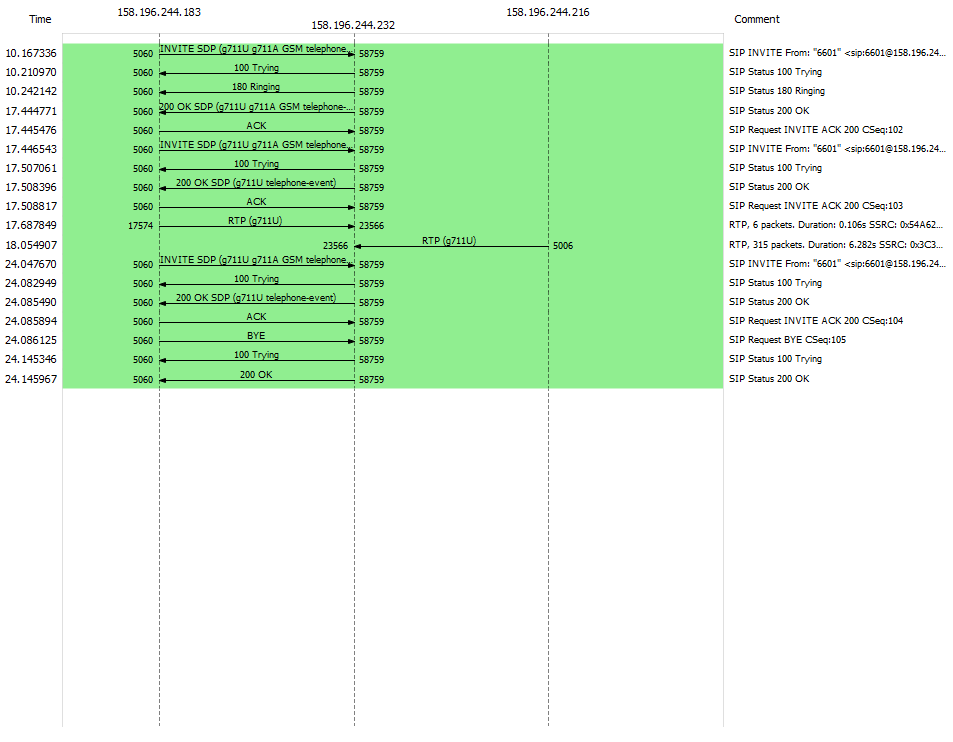 Time 158.196.244.183 158.196.244.232 158.196.244.216 Comment
10.167336 5060 INVITE SDP (g711U g711A GSM telephone... 58759 SIP INVITE From: "6601" <sip:6601@158.196.24...
10.210970 5060 100 Trying 58759 SIP Status 100 Trying
10.242142 5060 180 Ringing 58759 SIP Status 180 Ringing
17.444771 5060 200 OK SDP (g711U g711A GSM telephone-... 58759 SIP Status 200 OK
17.445476 5060 ACK 58759 SIP Request INVITE ACK 200 CSeq:102
17.446543 5060 INVITE SDP (g711U g711A GSM telephone... 58759 SIP INVITE From: "6601" <sip:6601@158.196.24...
17.507061 5060 100 Trying 58759 SIP Status 100 Trying
17.508396 5060 200 OK SDP (g711U telephone-event) 58759 SIP Status 200 OK
17.508817 5060 ACK 58759 SIP Request INVITE ACK 200 CSeq:103
17.687849 17574 RTP (g711U) 23566 RTP, 6 packets. Duration: 0.106s SSRC: 0x54A62...
18.054907 23566 RTP (g711U) 5006 RTP, 315 packets. Duration: 6.282s SSRC: 0x3C3...
24.047670 5060 INVITE SDP (g711U g711A GSM telephone... 58759 SIP INVITE From: "6601" <sip:6601@158.196.24...
24.082949 5060 100 Trying 58759 SIP Status 100 Trying
24.085490 5060 200 OK SDP (g711U telephone-event) 58759 SIP Status 200 OK
24.085894 5060 ACK 58759 SIP Request INVITE ACK 200 CSeq:104
24.086125 5060 BYE 58759 SIP Request BYE CSeq:105
24.145346 5060 100 Trying 58759 SIP Status 100 Trying
24.145967 5060 200 OK 58759 SIP Status 200 OK